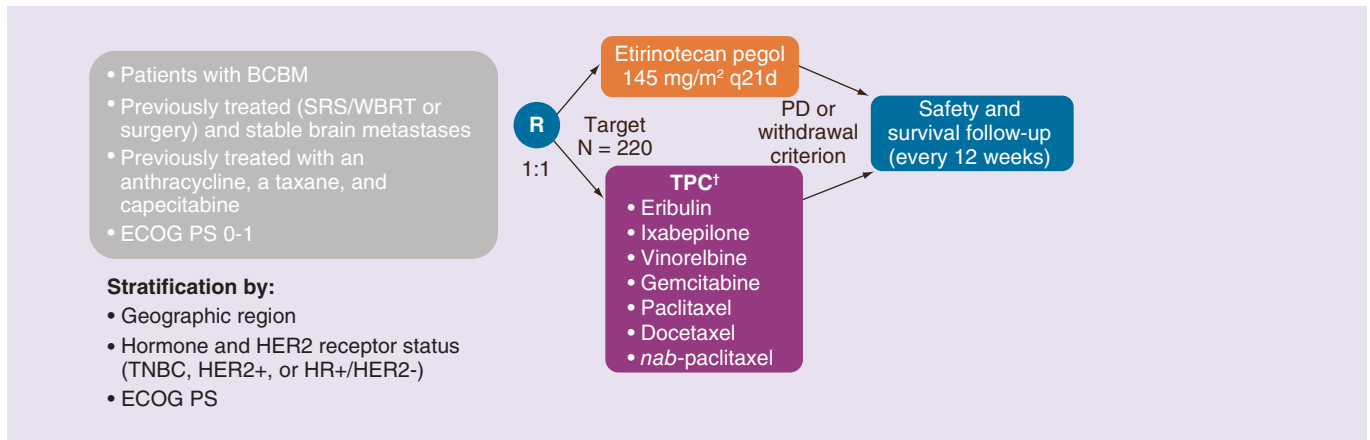 • Patients with BCBM
• Previously treated (SRS/WBRT or
surgery) and stable brain metastases
• Previously treated with an
anthracycline, a taxane, and
capecitabine
• ECOG PS 0-1
Stratification by:
• Geographic region
• Hormone and HER2 receptor status
(TNBC, HER2+, or HR+/HER2-)
• ECOG PS
R
1:1
Target
N = 220
Etirinotecan pegol
145 mg/m² q21d
TPC†
• Eribulin
• Ixabepilone
• Vinorelbine
• Gemcitabine
• Paclitaxel
• Docetaxel
• nab-paclitaxel
PD or
withdrawal
criterion
Safety and
survival follow-up
(every 12 weeks)